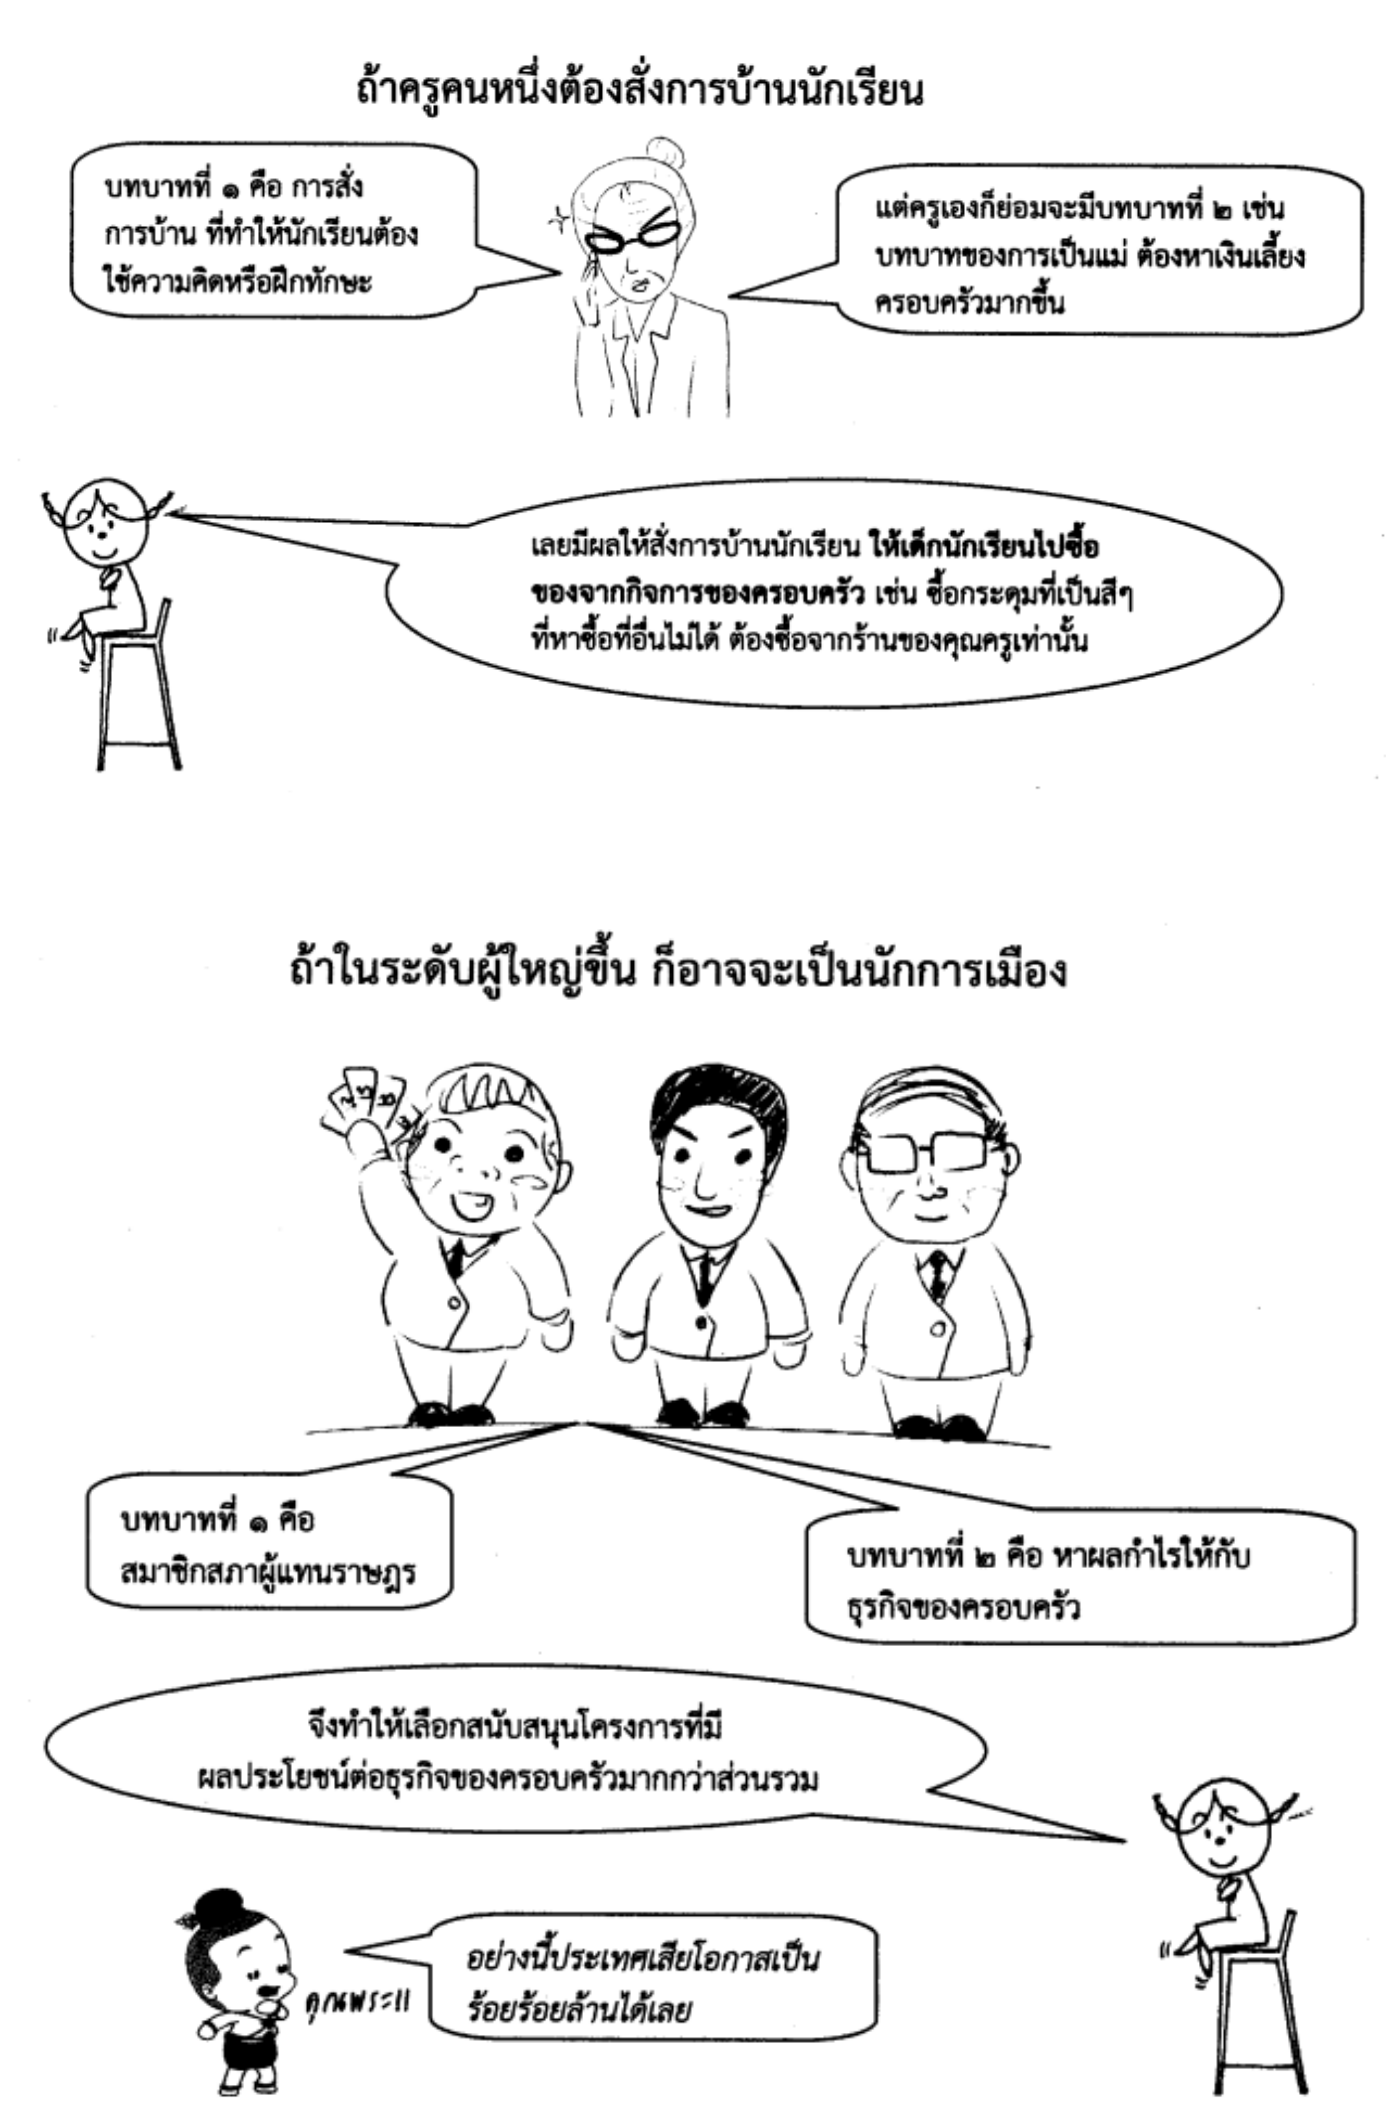 ถ้าครูคนหนึ่งต้องสั่งการบ้านนักเรียน
บทบาทที่ ๑ คือ การสั่ง
การบ้าน ที่ทำให้นักเรียนต้อง
ใช้ความคิดหรือฝึกทักษะ
แต่ครูเองก็ย่อมจะมีบทบาทที่ ๒ เช่น
บทบาทของการเป็นแม่ ต้องหาเงินเลี้ยง
ครอบครัวมากขึ้น
เลยมีผลให้สั่งการบ้านนักเรียน ให้เด็กนักเรียนไปซื้อ
ของจากกิจการของครอบครัว เช่น ซื้อกระดุมที่เป็นสีๆ
ที่หาซื้อที่อื่นไม่ได้ ต้องซื้อจากร้านของคุณครูเท่านั้น
ถ้าในระดับผู้ใหญ่ขึ้น ก็อาจจะเป็นนักการเมือง
บทบาทที่ ๑ คือ
สมาชิกสภาผู้แทนราษฎร
บทบาทที่ ๒ คือ หาผลกำไรให้กับ
ธุรกิจของครอบครัว
จึงทำให้เลือกสนับสนุนโครงการที่มี
ผลประโยชน์ต่อธุรกิจของครอบครัวมากกว่าส่วนรวม
คุณพระ!!
อย่างนี้ประเทศเสียโอกาสเป็น
ร้อยร้อยล้านได้เลย